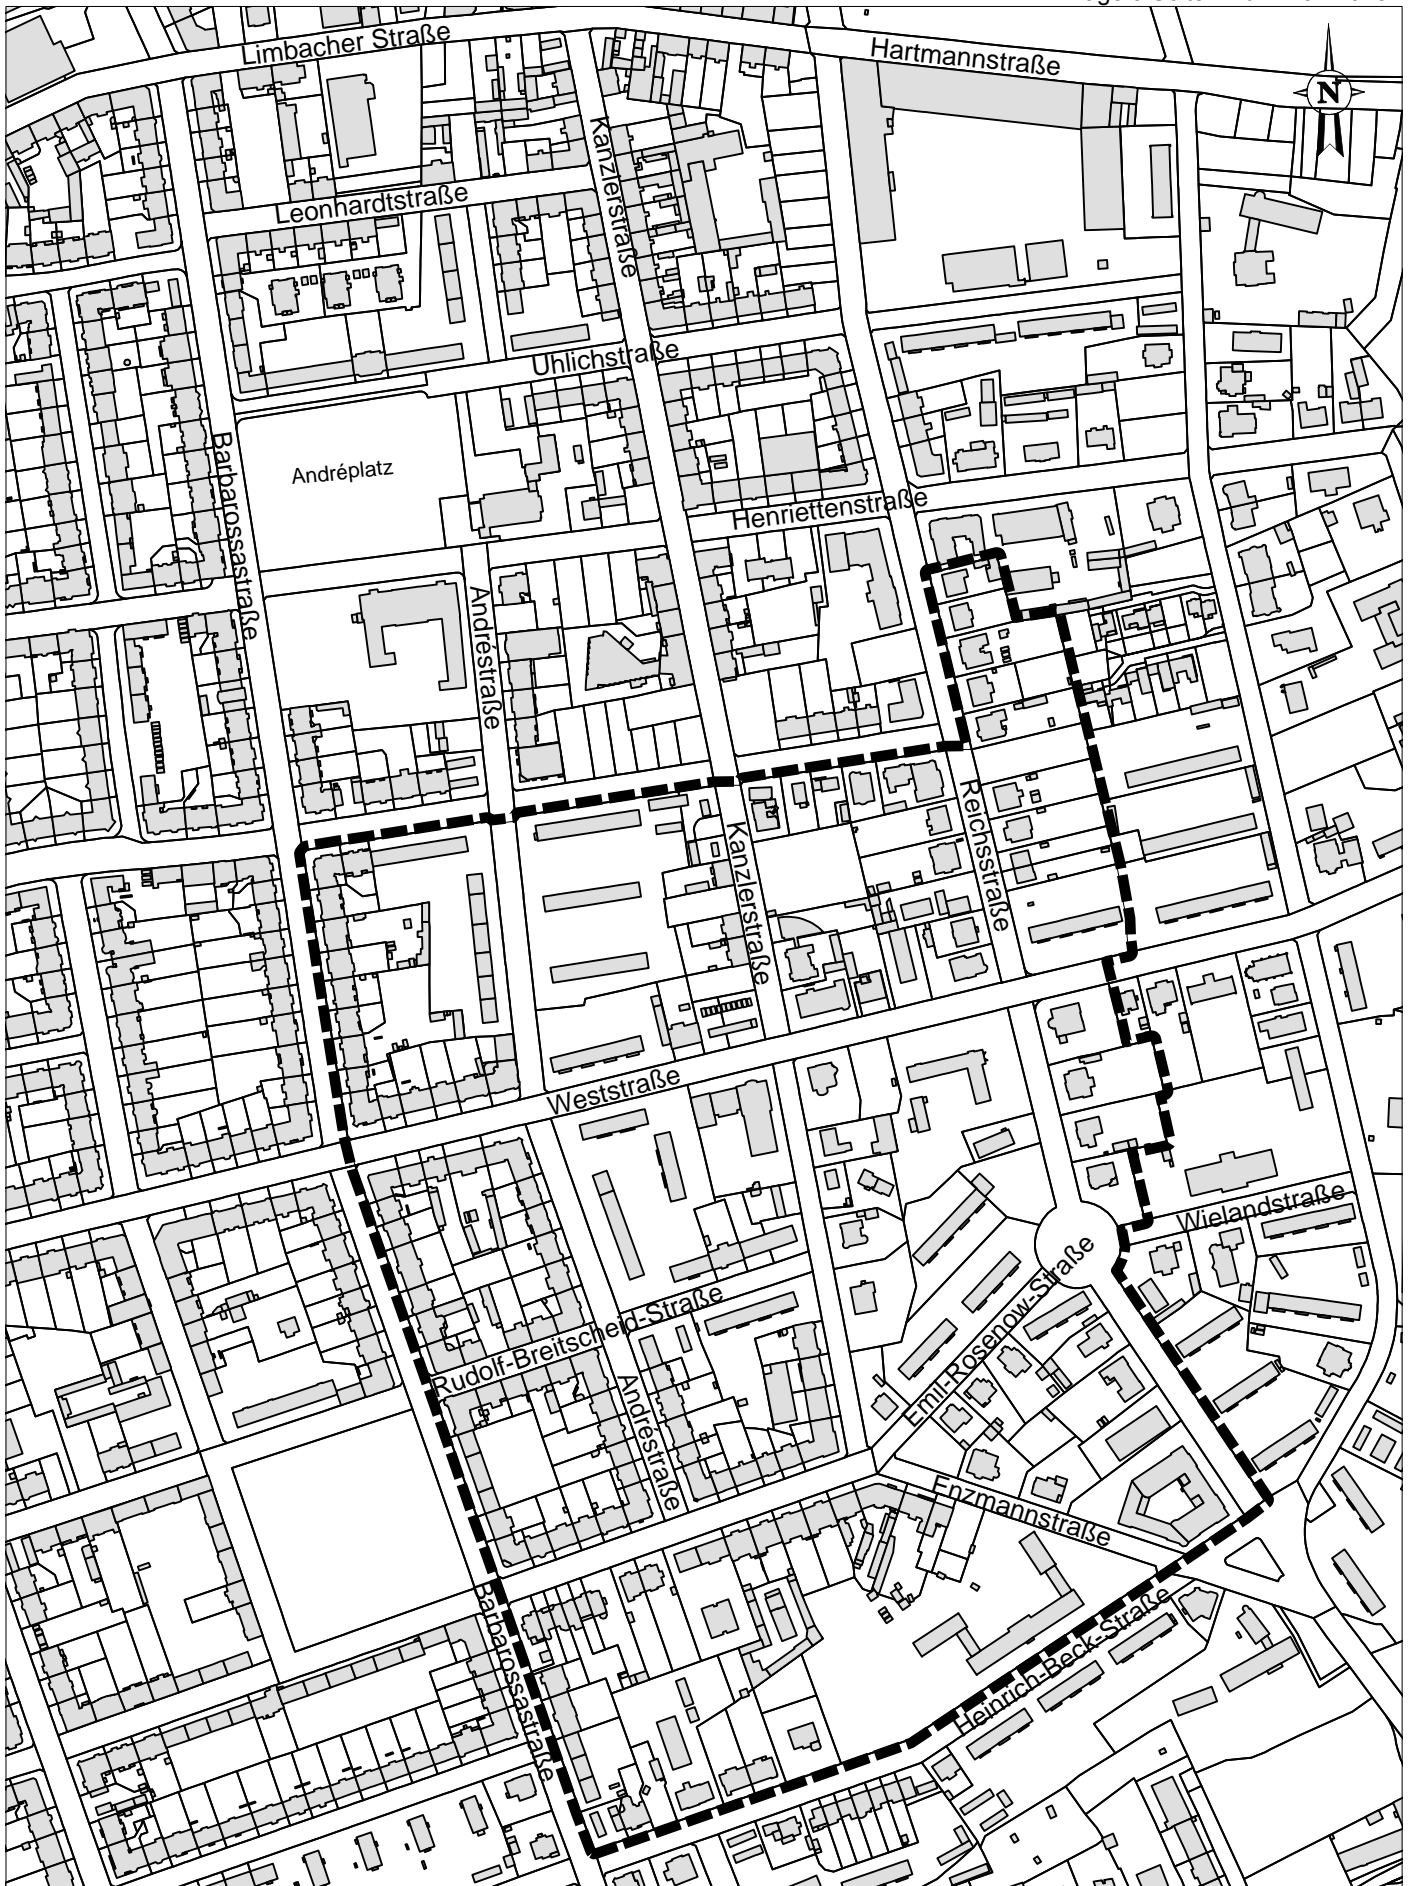 Limbacher Straße
Hartmannstraße
N
Kanzlerstraße
Leonhardtstraße
Uhlichstraße
Barbarossastraße
Andréplatz
Henriettenstraße
Andréstraße
Reichsstraße
Kanzlerstraße
Weststraße
Wielandstraße
Emil-Rosenow-Straße
Rudolf-Breitscheid-Straße
Andréstraße
Enzmannstraße
Barbarossastraße
Heinrich-Beck-Straße